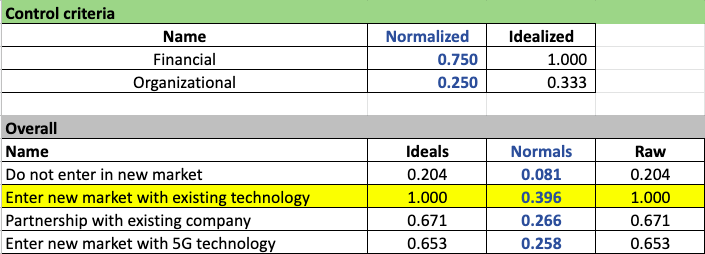 Control criteria
Name Normalized Idealized
Financial 0.750 1.000
Organizational 0.250 0.333
Overall
Name Ideals Normals Raw
Do not enter in new market 0.204 0.081 0.204
Enter new market with existing technology 1.000 0.396 1.000
Partnership with existing company 0.671 0.266 0.671
Enter new market with 5G technology 0.653 0.258 0.653